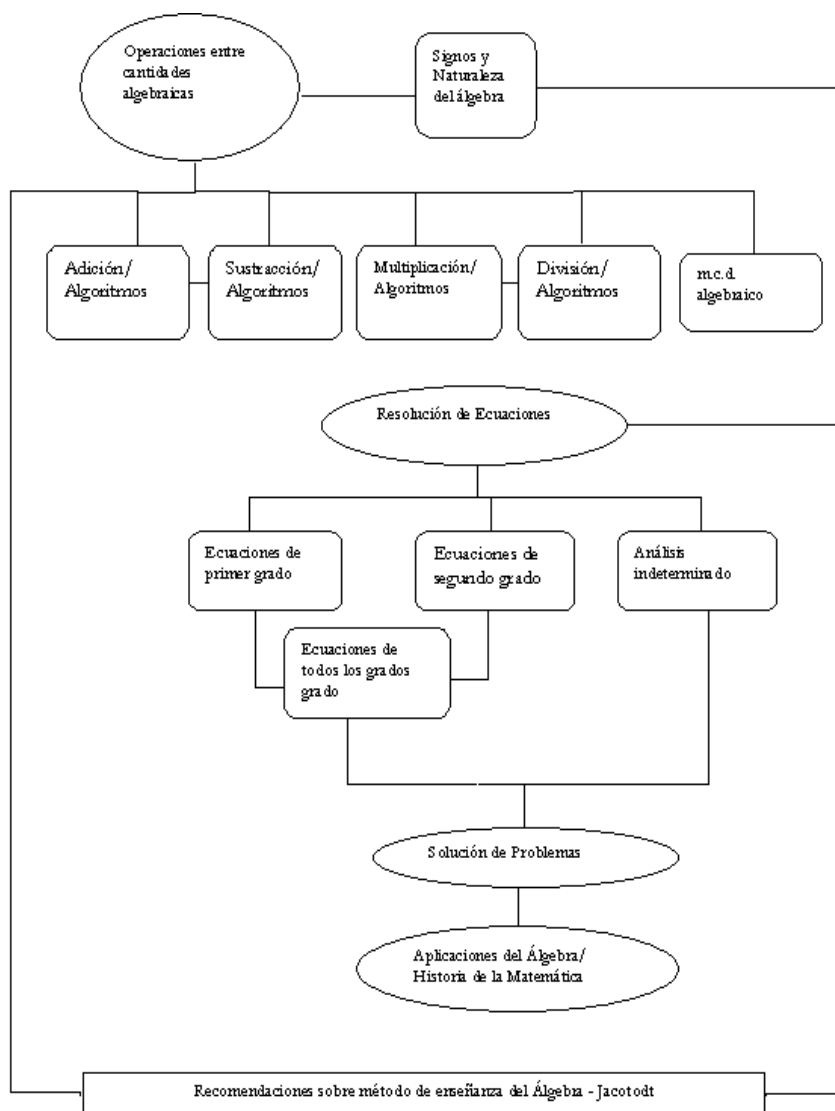 Operaciones entre
cantidades
algebraicas
Signos y
Naturaleza
del álgebra
Adición/
Algoritmos
Sustracción/
Algoritmos
Multiplicación/
Algoritmos
División/
Algoritmos
m.c.d.
algebraico
Resolución de Ecuaciones
Ecuaciones de
primer grado
Ecuaciones de
segundo grado
Análisis
indeterminado
Ecuaciones de
todos los grados
grado
Solución de Problemas
Aplicaciones del Álgebra/
Historia de la Matemática
Recomendaciones sobre método de enseñanza del Álgebra - Jacotodt